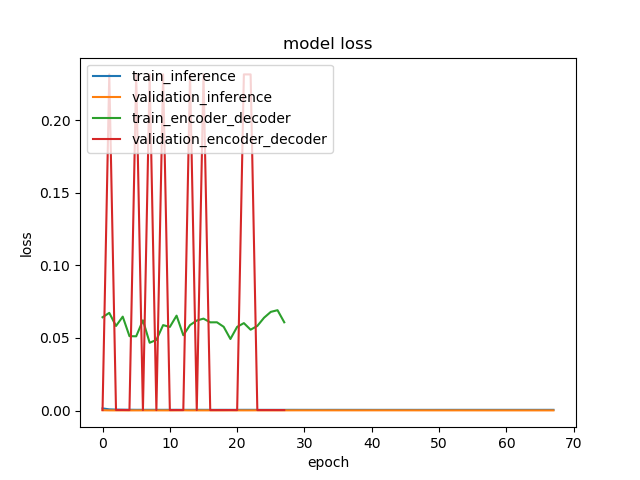 model loss
train_inference
validation_inference
train_encoder_decoder
validation_encoder_decoder
0.20
0.15
0.10
0.05
0.00
loss
0 10 20 30 40 50 60 70
epoch